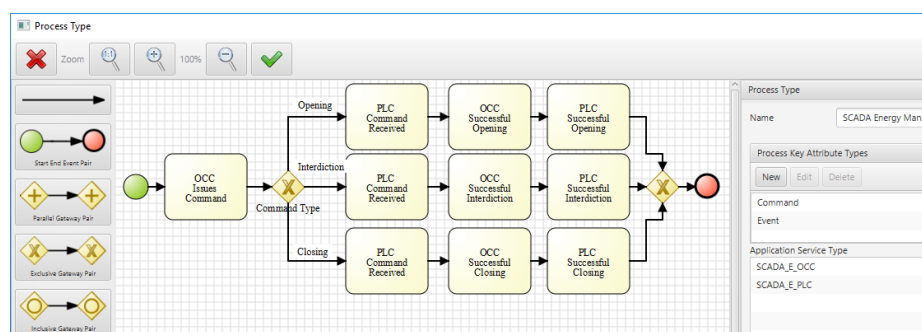 Process Type
Zoom
1:1
100%
Start End Event Pair
Parallel Gateway Pair
Exclusive Gateway Pair
Inclusive Gateway Pair
OCC
Issues
Command
Command Type
Opening
PLC
Command
Received
OCC
Successful
Opening
PLC
Successful
Opening
Interdiction
PLC
Command
Received
OCC
Successful
Interdiction
PLC
Successful
Interdiction
Closing
PLC
Command
Received
OCC
Successful
Closing
PLC
Successful
Closing
Process Type
Name
SCADA Energy Man
Process Key Attribute Types
New
Edit
Delete
Command
Event
Application Service Type
SCADA_E_OCC
SCADA_E_PLC